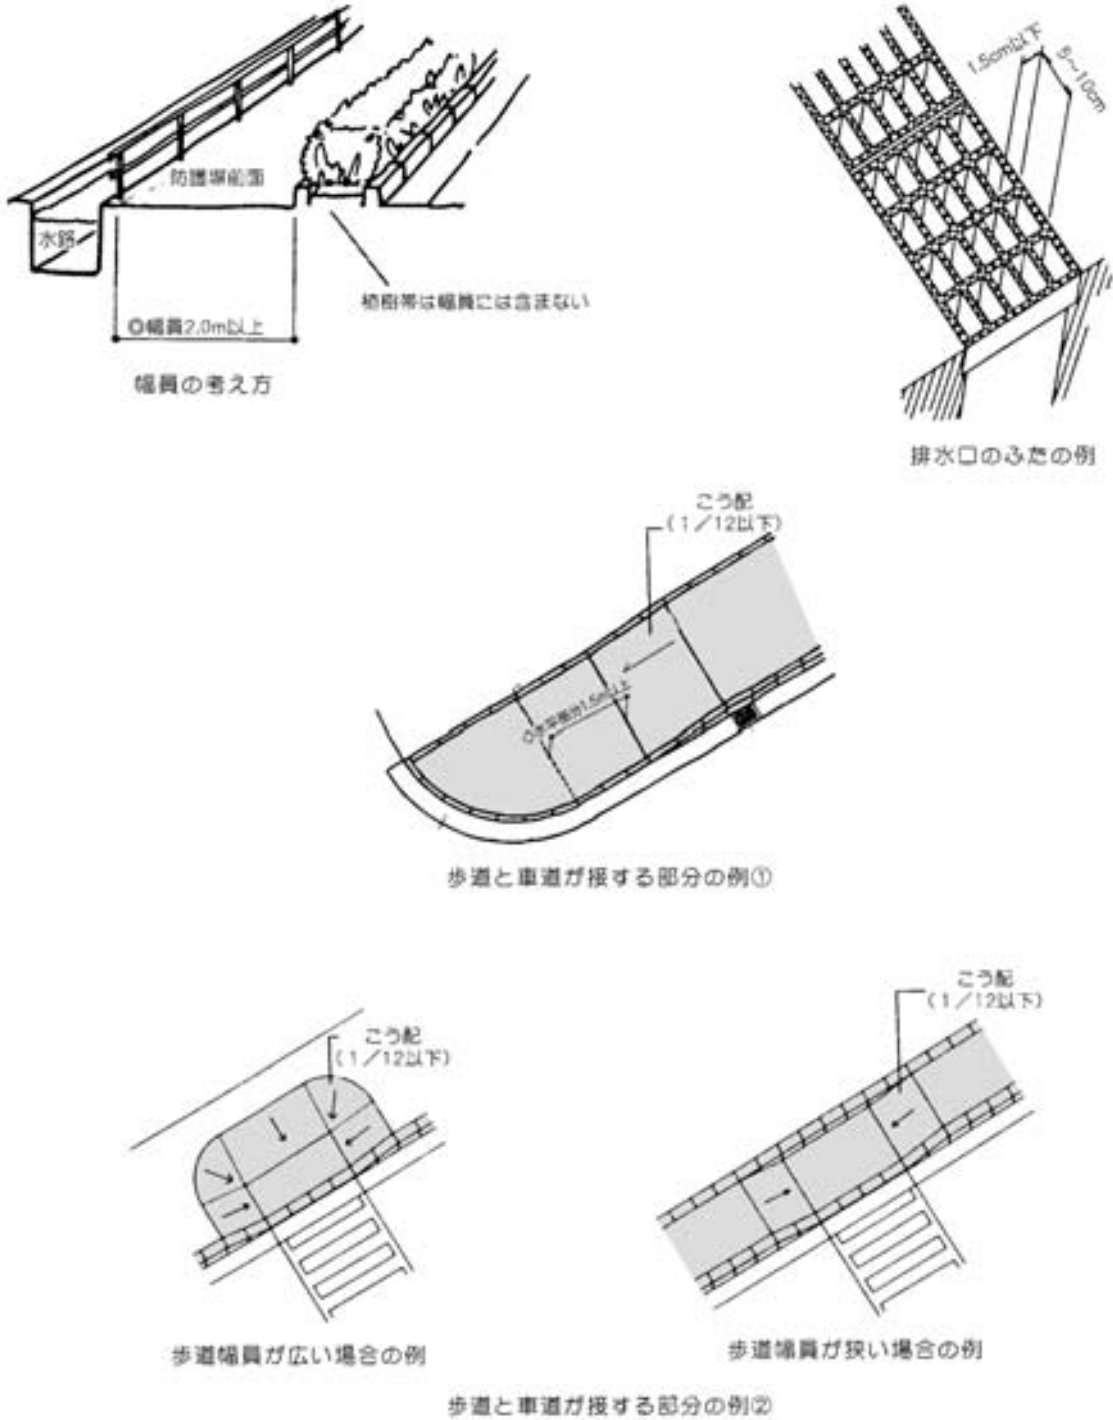 防護塀前面
水路
植樹帯は幅員には含まない
◎幅員2.0m以上
幅員の考え方
1.5cm以下
5～10cm
排水口のふたの例
こう配
(1／12以下)
水平部分1.5m以上
歩道と車道が接する部分の例①
こう配
(1／12以下)
こう配
(1／12以下)
歩道幅員が広い場合の例
歩道幅員が狭い場合の例
歩道と車道が接する部分の例②